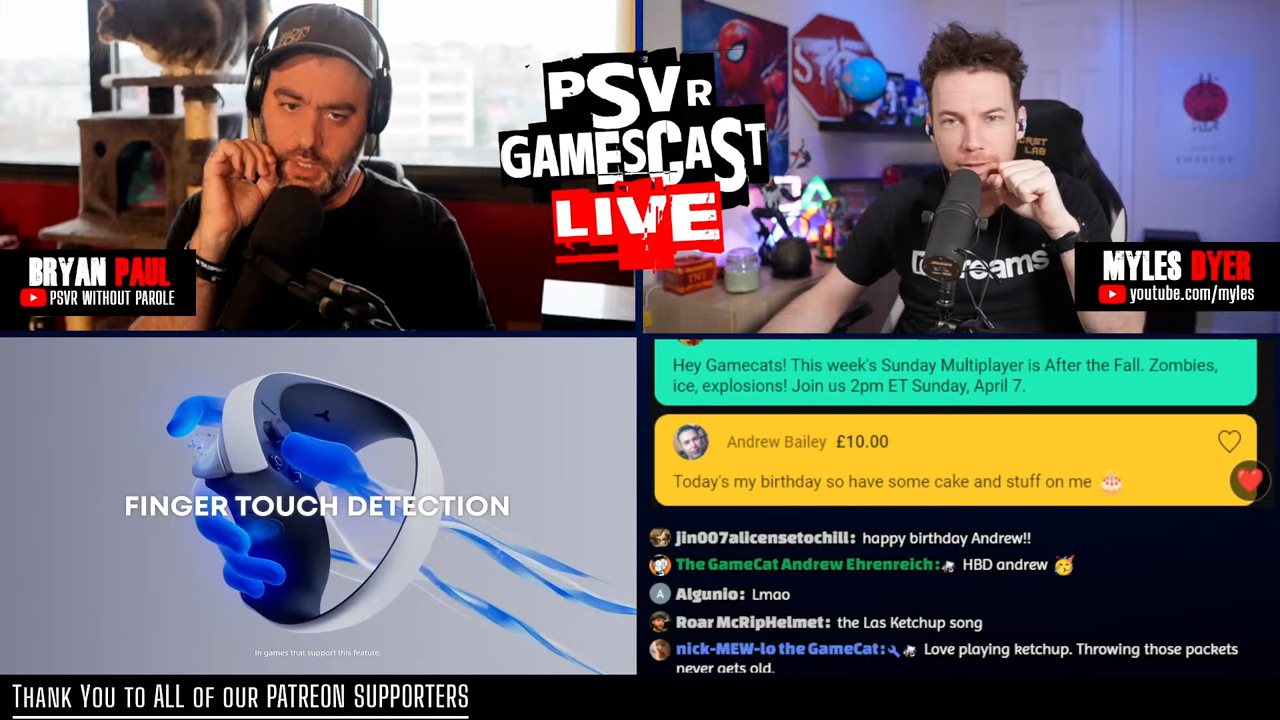 PSVR
GAMESCAST
LIVE
BRYAN PAUL
PSVR WITHOUT PAROLE
MYLES DYER
youtube.com/myles
TNT
EMPATHY
FINGER TOUCH DETECTION
In games that support this feature.
Hey Gamecats! This week's Sunday Multiplayer is After the Fall. Zombies,
ice, explosions! Join us 2pm ET Sunday, April 7.
Andrew Bailey £10.00
Today's my birthday so have some cake and stuff on me 🎂
jin007alicensetochill: happy birthday Andrew!!
The GameCat Andrew Ehrenreich: HBD andrew 🥳
A Algunio: Lmao
Roar McRipHelmet: the Las Ketchup song
nick-MEW-lo the GameCat: Love playing ketchup. Throwing those packets
never gets old.
THANK YOU TO ALL OF OUR PATREON SUPPORTERS